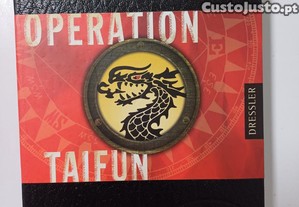 CustoJusto.pt
OPERATION
DRESSLER
TAIFUN